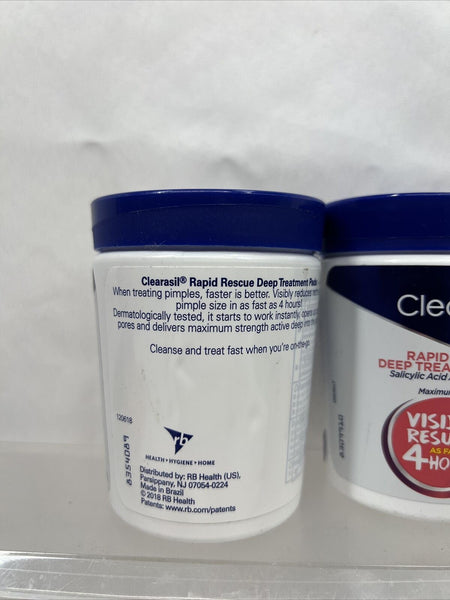 Clearasil® Rapid Rescue Deep Treatment Pads
When treating pimples, faster is better. Visibly reduces
pimple size in as fast as 4 hours!
Dermatologically tested, it starts to work instantly, opens
pores and delivers maximum strength active deep into
Cleanse and treat fast when you're on-the-go.
120618
8354089
rb
HEALTH • HYGIENE • HOME
Distributed by: RB Health (US),
Parsippany, NJ 07054-0224
Made in Brazil
© 2018 RB Health
Patents: www.rb.com/patents
Clea
RAPID
DEEP TREA
Salicylic Acid
Maximu
VISI
RESU
AS FA
4 HO